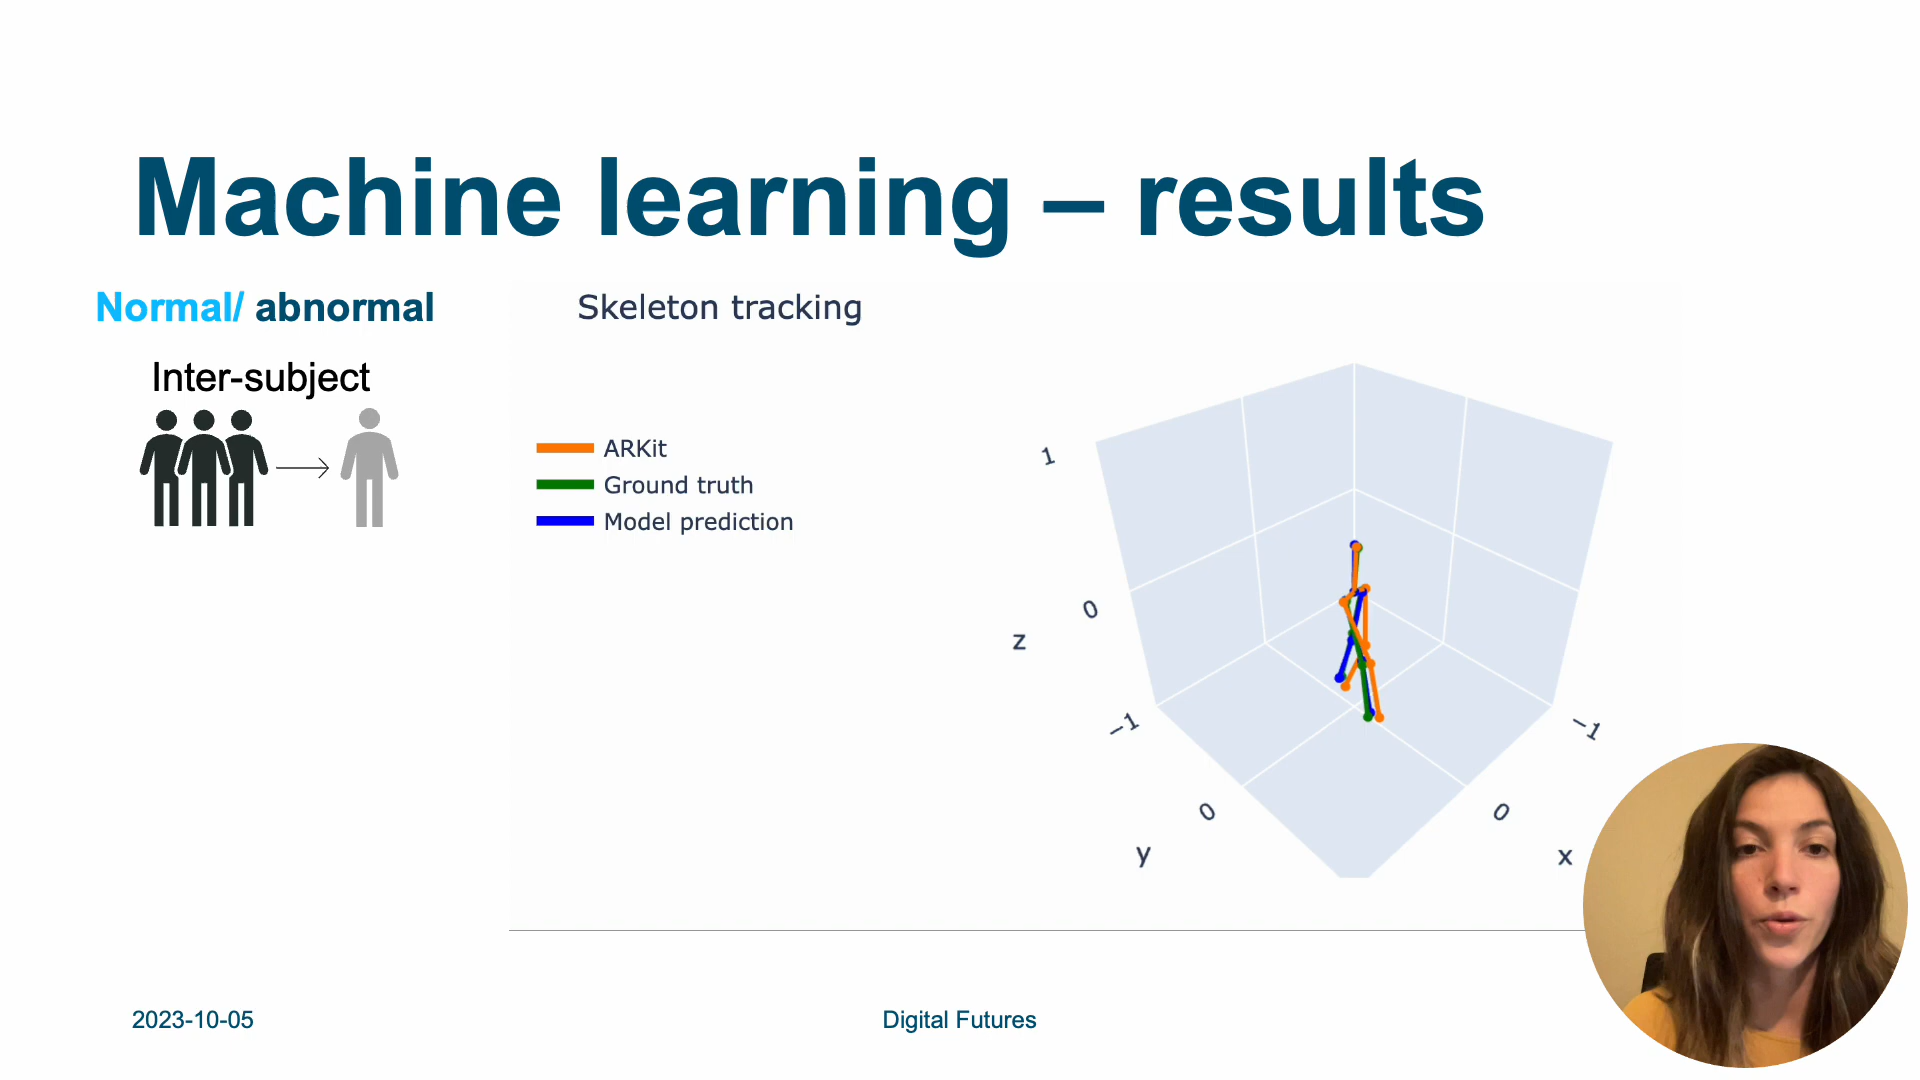 Machine learning – results
Normal/ abnormal
Inter-subject
Skeleton tracking
ARKit
Ground truth
Model prediction
1
0
z
−1
0
y
−1
0
x
2023-10-05
Digital Futures